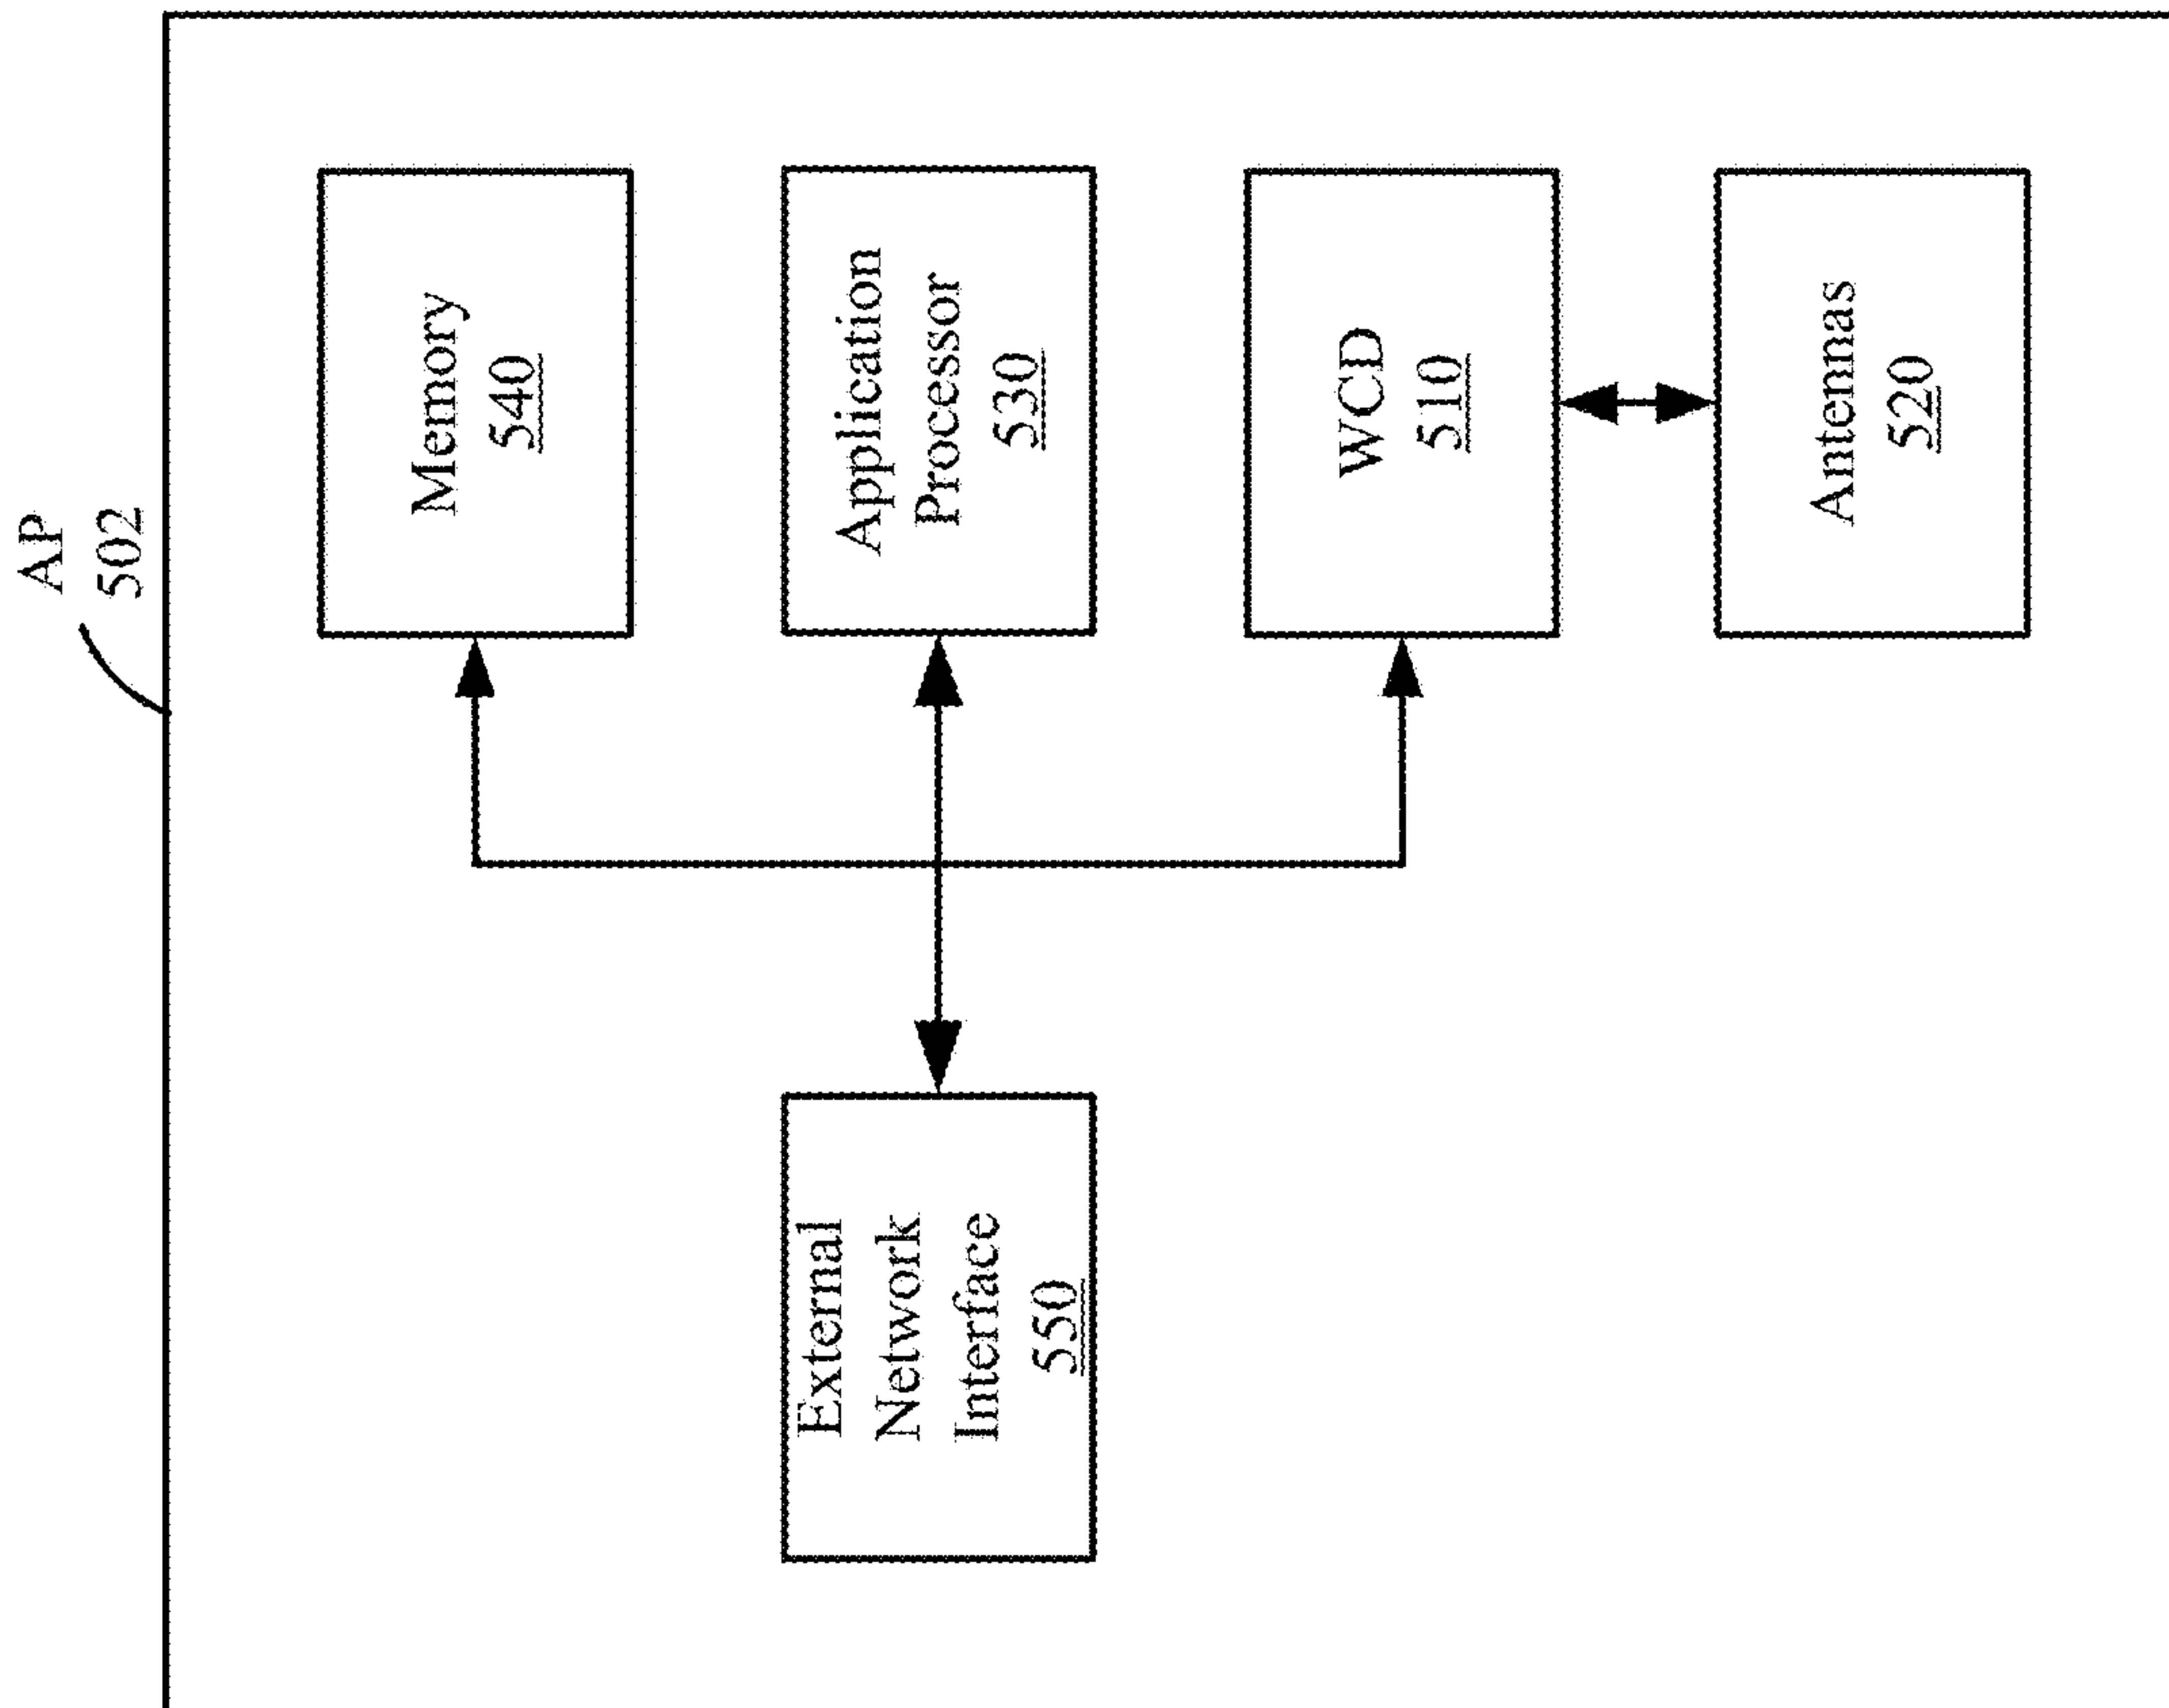 AP
502
Memory
540
Application
Processor
530
WCD
510
Antennas
520
External
Network
Interface
550